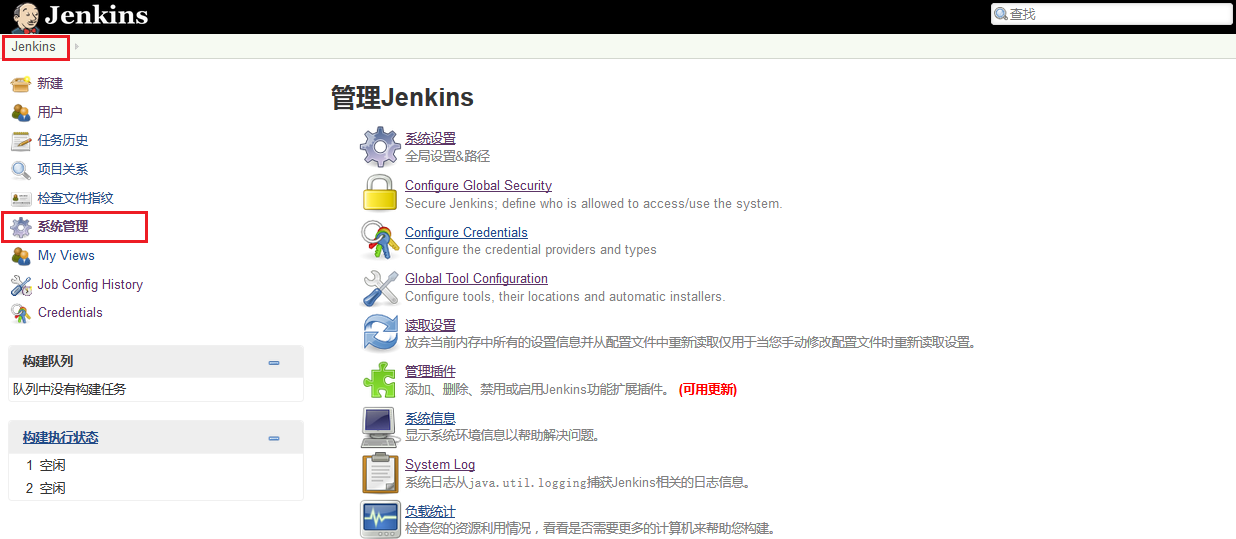 Jenkins
查找
Jenkins
新建
用户
任务历史
项目关系
检查文件指纹
系统管理
My Views
Job Config History
Credentials
构建队列
队列中没有构建任务
构建执行状态
1 空闲
2 空闲
管理Jenkins
系统设置
全局设置&路径
Configure Global Security
Secure Jenkins; define who is allowed to access/use the system.
Configure Credentials
Configure the credential providers and types
Global Tool Configuration
Configure tools, their locations and automatic installers.
读取设置
放弃当前内存中所有的设置信息并从配置文件中重新读取仅用于当您手动修改配置文件时重新读取设置。
管理插件
添加、删除、禁用或启用Jenkins功能扩展插件。 (可用更新)
系统信息
显示系统环境信息以帮助解决问题。
System Log
系统日志从java.util.logging捕获Jenkins相关的日志信息。
负载统计
检查您的资源利用情况，看看是否需要更多的计算机来帮助您构建。